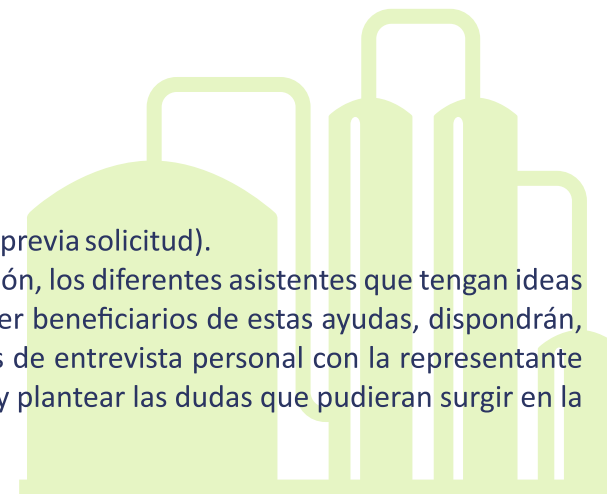 previa solicitud).
ón, los diferentes asistentes que tengan ideas
er beneficiarios de estas ayudas, dispondrán,
s de entrevista personal con la representante
y plantear las dudas que pudieran surgir en la